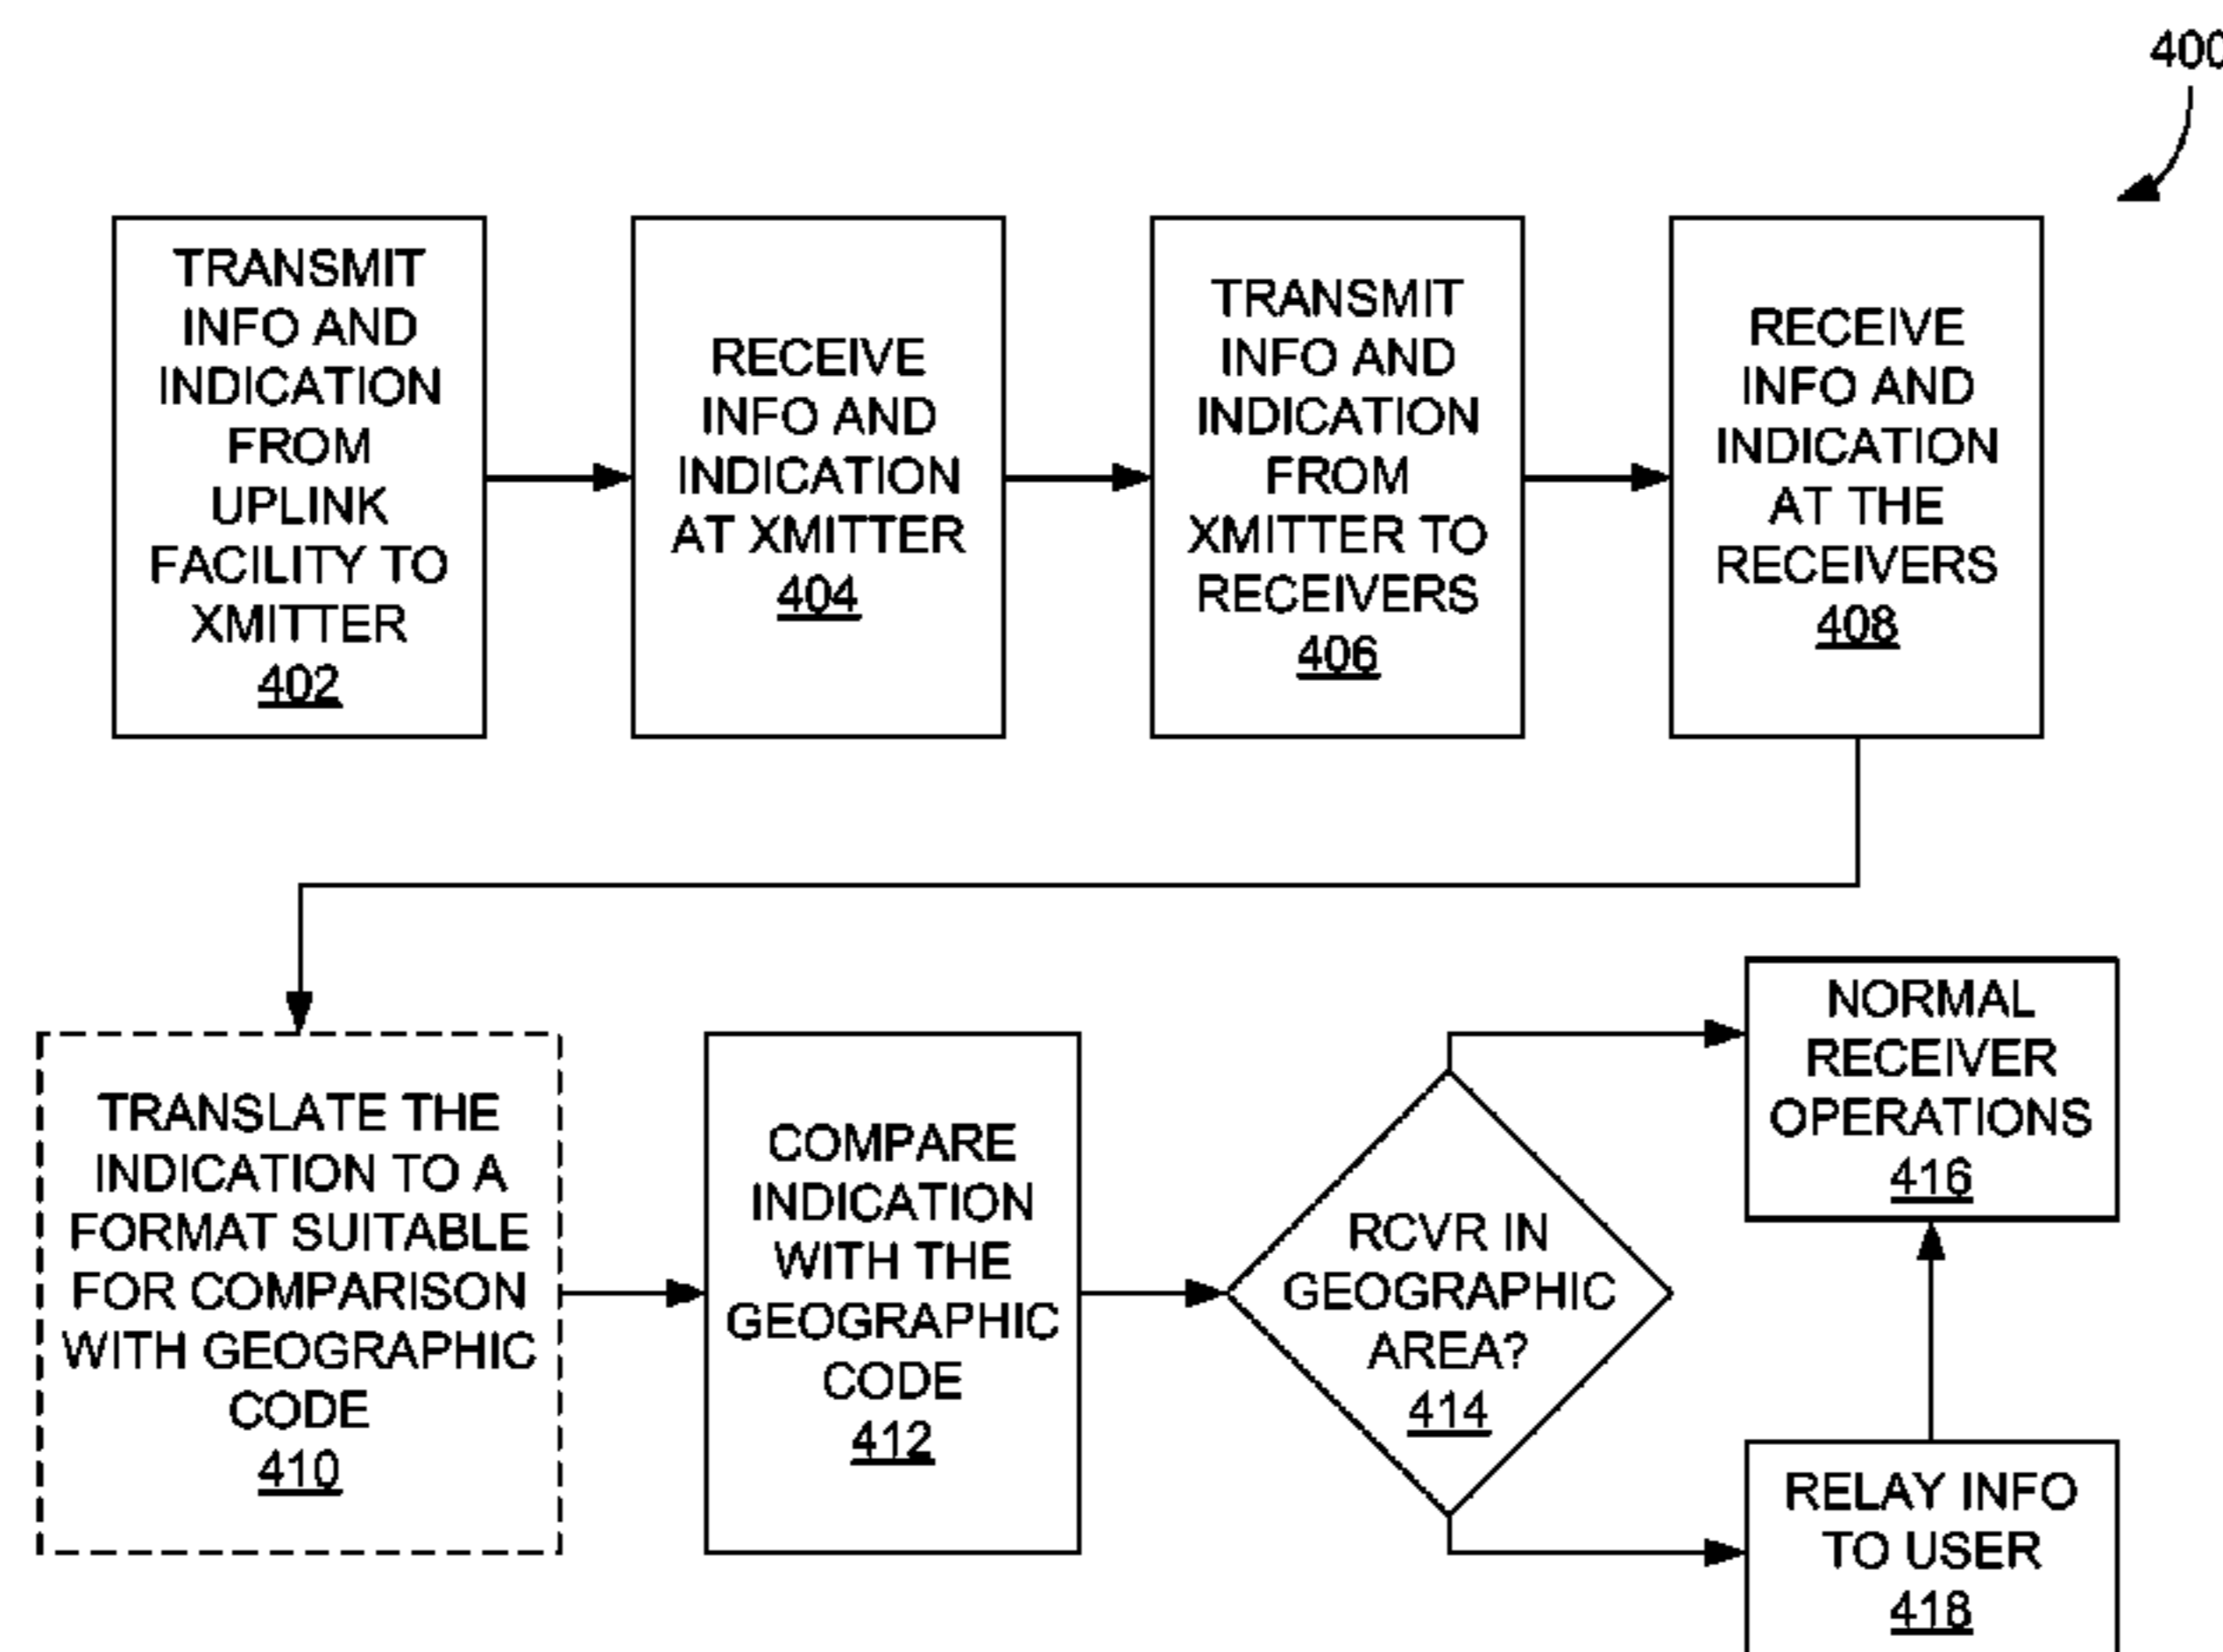 400
TRANSMIT
INFO AND
INDICATION
FROM
UPLINK
FACILITY TO
XMITTER
402
RECEIVE
INFO AND
INDICATION
AT XMITTER
404
TRANSMIT
INFO AND
INDICATION
FROM
XMITTER TO
RECEIVERS
406
RECEIVE
INFO AND
INDICATION
AT THE
RECEIVERS
408
TRANSLATE THE
INDICATION TO A
FORMAT SUITABLE
FOR COMPARISON
WITH GEOGRAPHIC
CODE
410
COMPARE
INDICATION
WITH THE
GEOGRAPHIC
CODE
412
RCVR IN
GEOGRAPHIC
AREA?
414
NORMAL
RECEIVER
OPERATIONS
416
RELAY INFO
TO USER
418